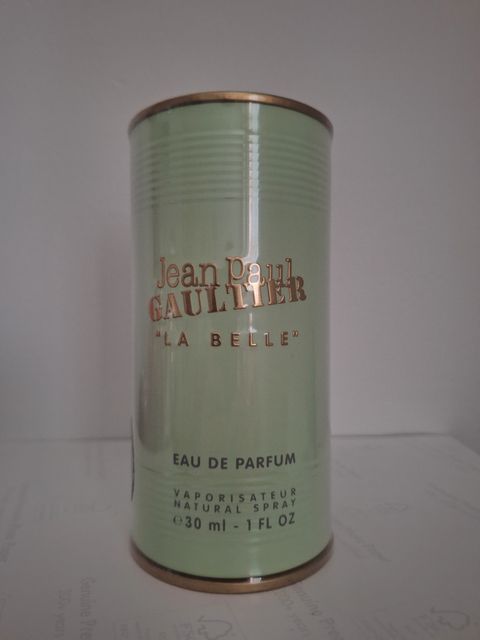 Jean Paul
GAULTIER
"LA BELLE"
EAU DE PARFUM
VAPORISATEUR
NATURAL SPRAY
℮30 ml - 1 FL OZ